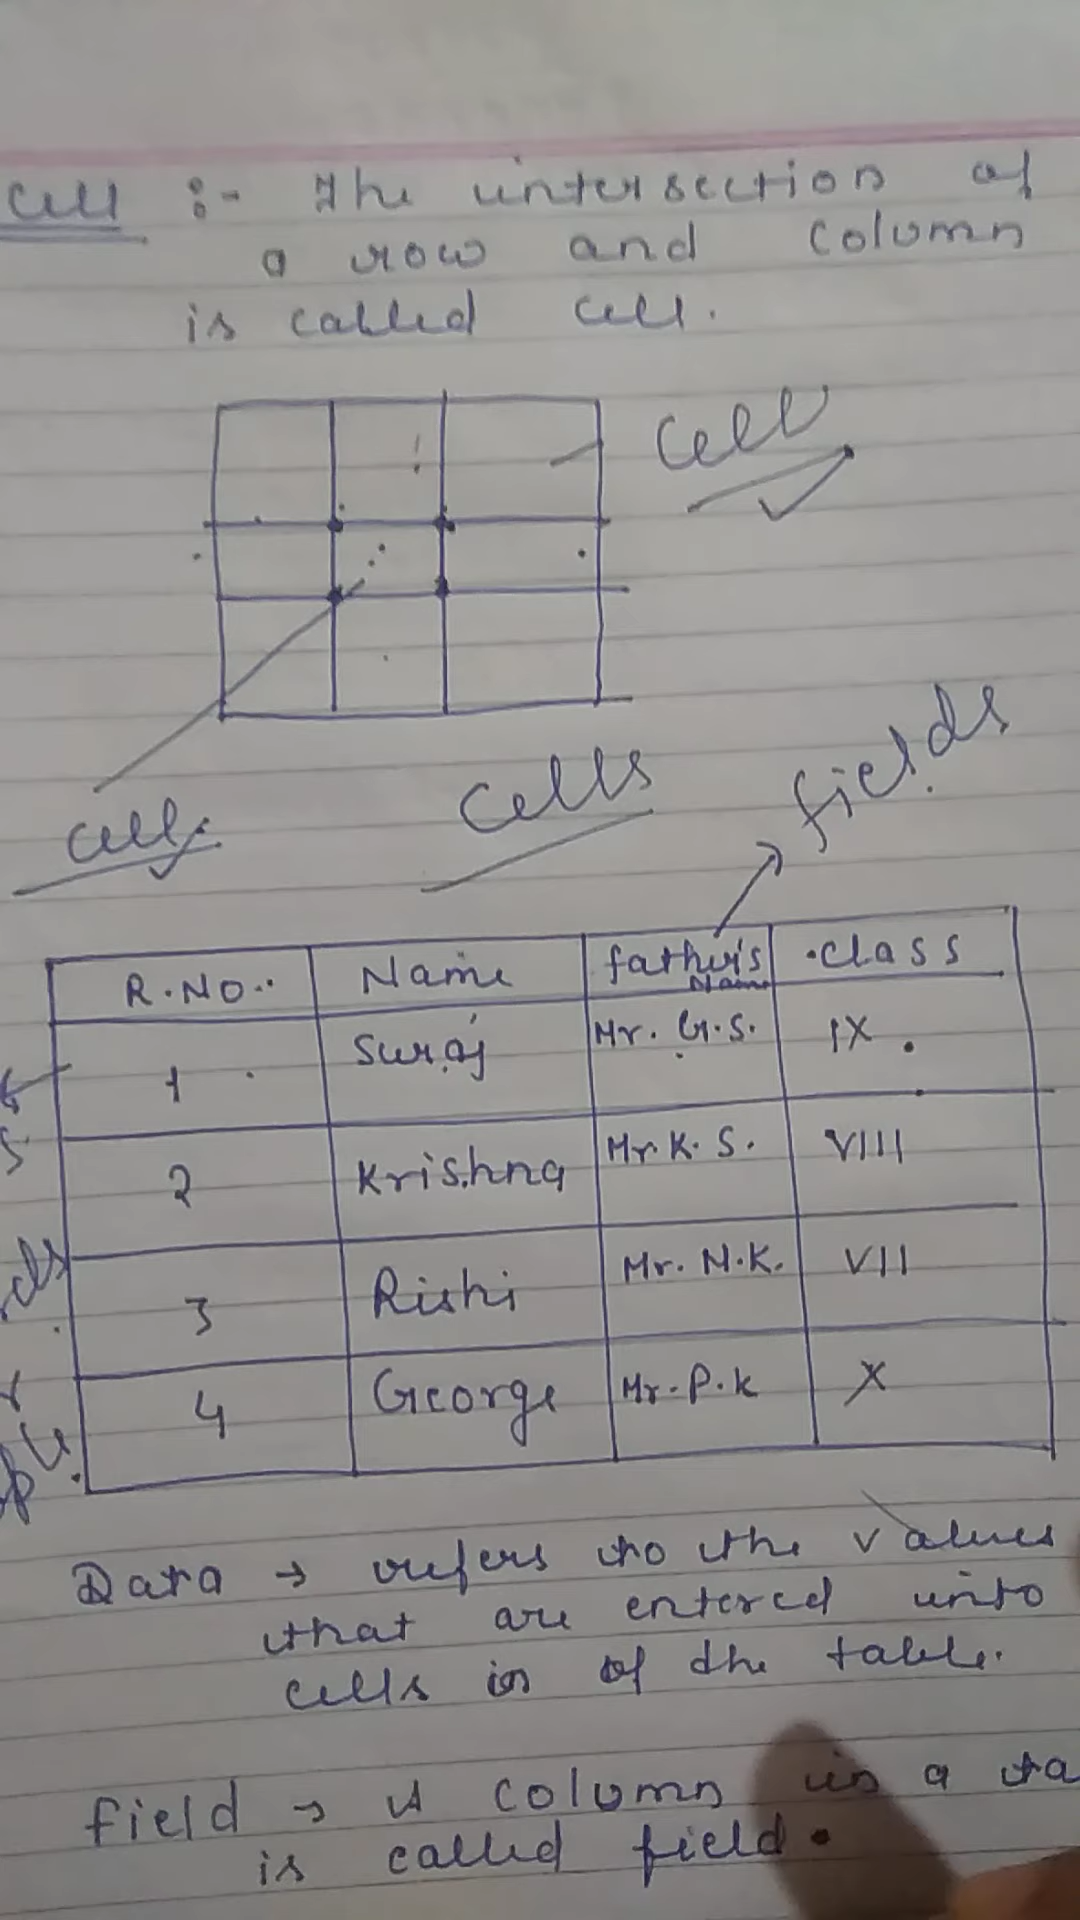 Cell :- The intersection of
a row and column
is called cell.
Cell
fields
Cells
Cell
R.No. Name father's Name class
1 Suraj Mr. G.S. IX
2 Krishna Mr. K. S. VIII
3 Rishi Mr. N.K. VII
4 George Mr. P.K X
Data → refers to the values
that are entered into
cells in of the table.
field → A column in a ta
is called field.